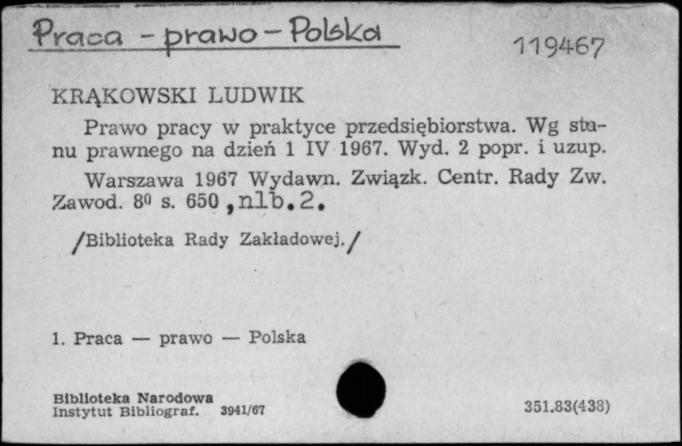 Praca - prawo - Polska
119467
KRĄKOWSKI LUDWIK
Prawo pracy w praktyce przedsiębiorstwa. Wg sta-
nu prawnego na dzień 1 IV 1967. Wyd. 2 popr. i uzup.
Warszawa 1967 Wydawn. Związk. Centr. Rady Zw.
Zawod. 8⁰ s. 650, nlb. 2.
/Biblioteka Rady Zakładowej./
1. Praca — prawo — Polska
Biblioteka Narodowa
Instytut Bibliograf. 3941/67
351.83(438)